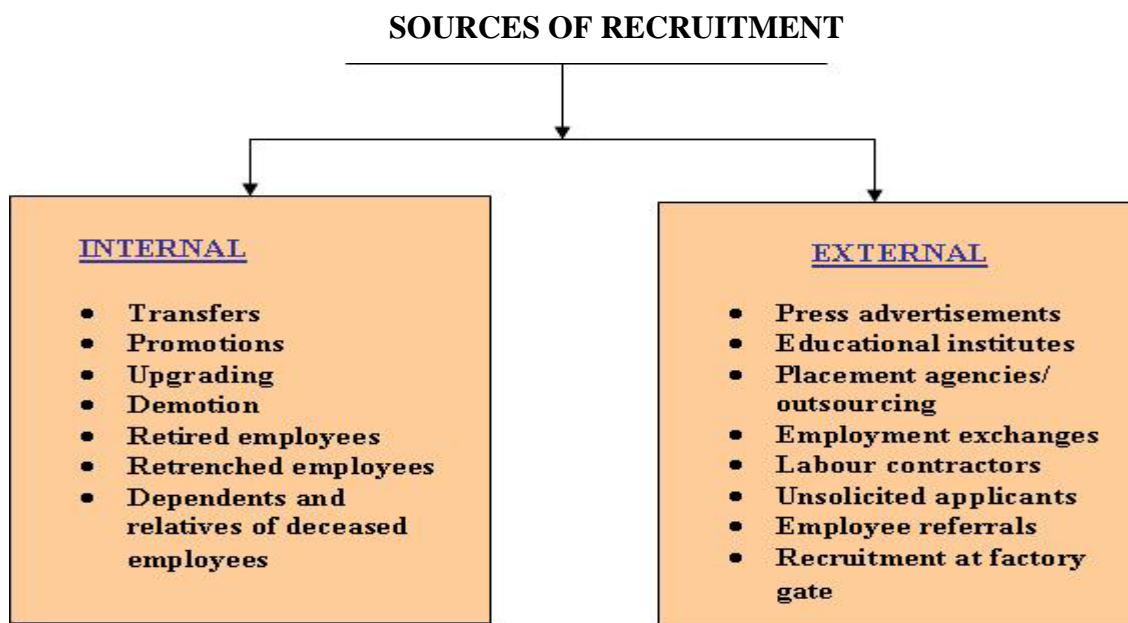 SOURCES OF RECRUITMENT
INTERNAL
• Transfers
• Promotions
• Upgrading
• Demotion
• Retired employees
• Retrenched employees
• Dependents and
relatives of deceased
employees
EXTERNAL
• Press advertisements
• Educational institutes
• Placement agencies/
outsourcing
• Employment exchanges
• Labour contractors
• Unsolicited applicants
• Employee referrals
• Recruitment at factory
gate